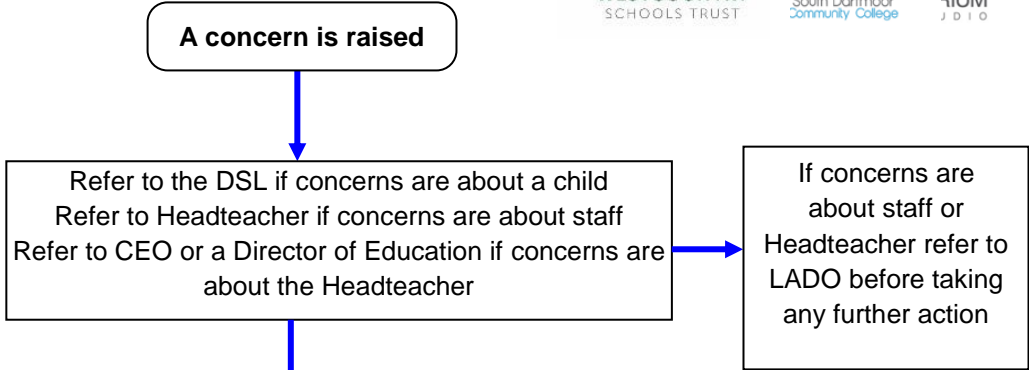 SCHOOLS TRUST
South Dartmoor
Community College
A concern is raised
Refer to the DSL if concerns are about a child
Refer to Headteacher if concerns are about staff
Refer to CEO or a Director of Education if concerns are
about the Headteacher
If concerns are
about staff or
Headteacher refer to
LADO before taking
any further action